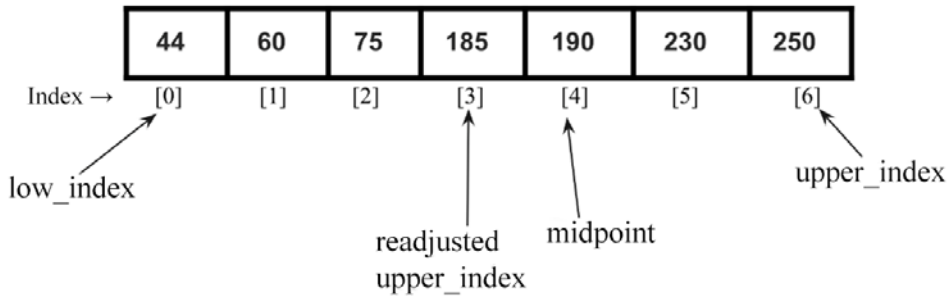 44 60 75 185 190 230 250
Index → [0] [1] [2] [3] [4] [5] [6]
low_index
upper_index
midpoint
readjusted
upper_index